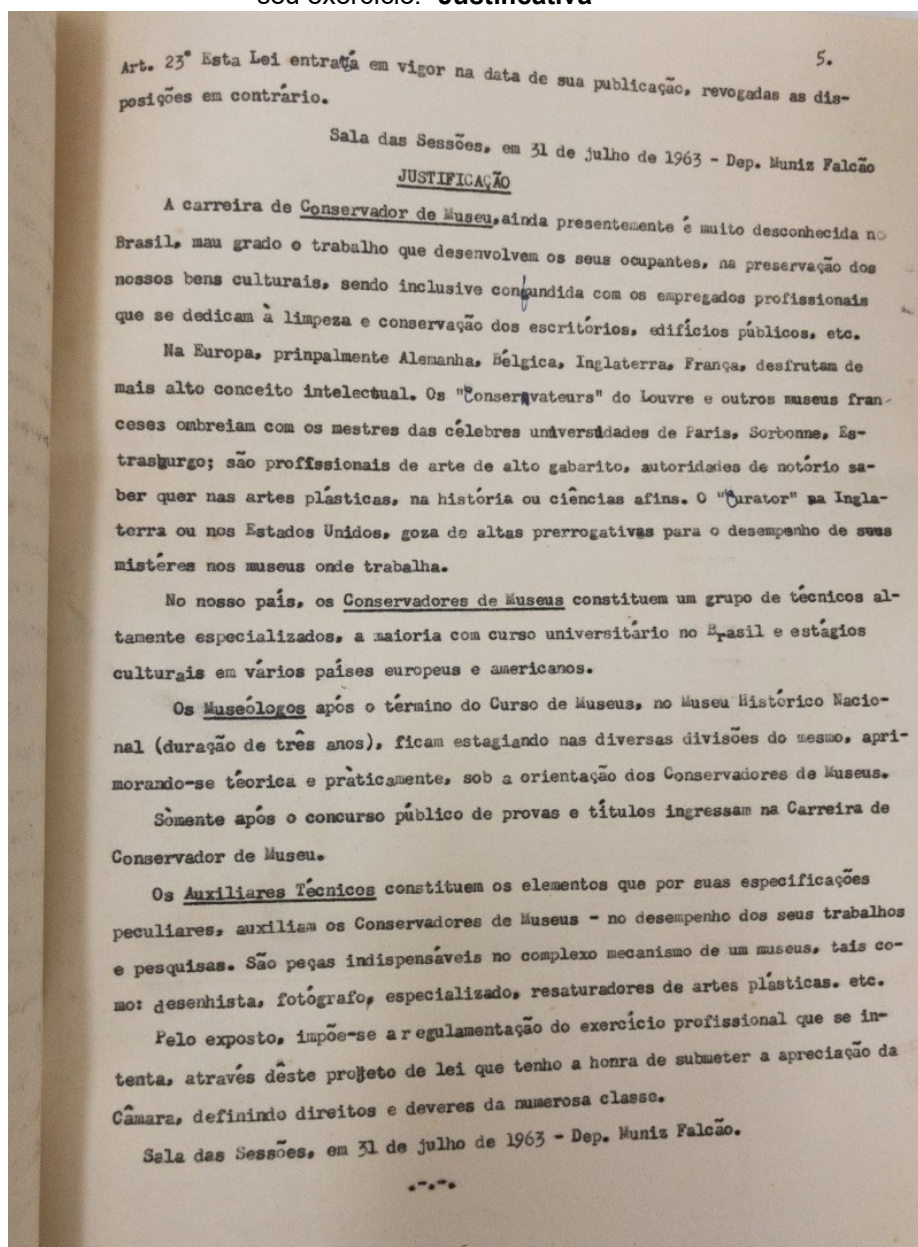 seu exercício. "Justificativa"
5.
Art. 23° Esta Lei entrará em vigor na data de sua publicação, revogadas as dis-
posições em contrário.
Sala das Sessões, em 31 de julho de 1963 - Dep. Muniz Falcão
JUSTIFICAÇÃO
A carreira de Conservador de Museu,ainda presentemente é muito desconhecida no
Brasil, mau grado o trabalho que desenvolvem os seus ocupantes, na preservação dos
nossos bens culturais, sendo inclusive confundida com os empregados profissionais
que se dedicam à limpeza e conservação dos escritórios, edifícios públicos, etc.
Na Europa, prinpalmente Alemanha, Bélgica, Inglaterra, França, desfrutam de
mais alto conceito intelectual. Os "Conservateurs" do Louvre e outros museus fran-
ceses ombreiam com os mestres das célebres universidades de Paris, Sorbonne, Es-
trasburgo; são profissionais de arte de alto gabarito, autoridades de notório sa-
ber quer nas artes plásticas, na história ou ciências afins. O "Curator" na Ingla-
terra ou nos Estados Unidos, goza de altas prerrogativas para o desempenho de seus
mistéres nos museus onde trabalha.
No nosso país, os Conservadores de Museus constituem um grupo de técnicos al-
tamente especializados, a maioria com curso universitário no Brasil e estágios
culturais em vários países europeus e americanos.
Os Museólogos após o término do Curso de Museus, no Museu Histórico Nacio-
nal (duração de três anos), ficam estagiando nas diversas divisões do mesmo, apri-
morando-se téorica e pràticamente, sob a orientação dos Conservadores de Museus.
Sòmente após o concurso público de provas e títulos ingressam na Carreira de
Conservador de Museu.
Os Auxiliares Técnicos constituem os elementos que por suas especificações
peculiares, auxiliam os Conservadores de Museus - no desempenho dos seus trabalhos
e pesquisas. São peças indispensáveis no complexo mecanismo de um museu, tais co-
mo: desenhista, fotógrafo, especializado, resaturadores de artes plásticas. etc.
Pelo exposto, impõe-se a regulamentação do exercício profissional que se in-
tenta, através dêste projeto de lei que tenho a honra de submeter a apreciação da
Câmara, definindo direitos e deveres da numerosa classe.
Sala das Sessões, em 31 de julho de 1963 - Dep. Muniz Falcão.
.-.-.